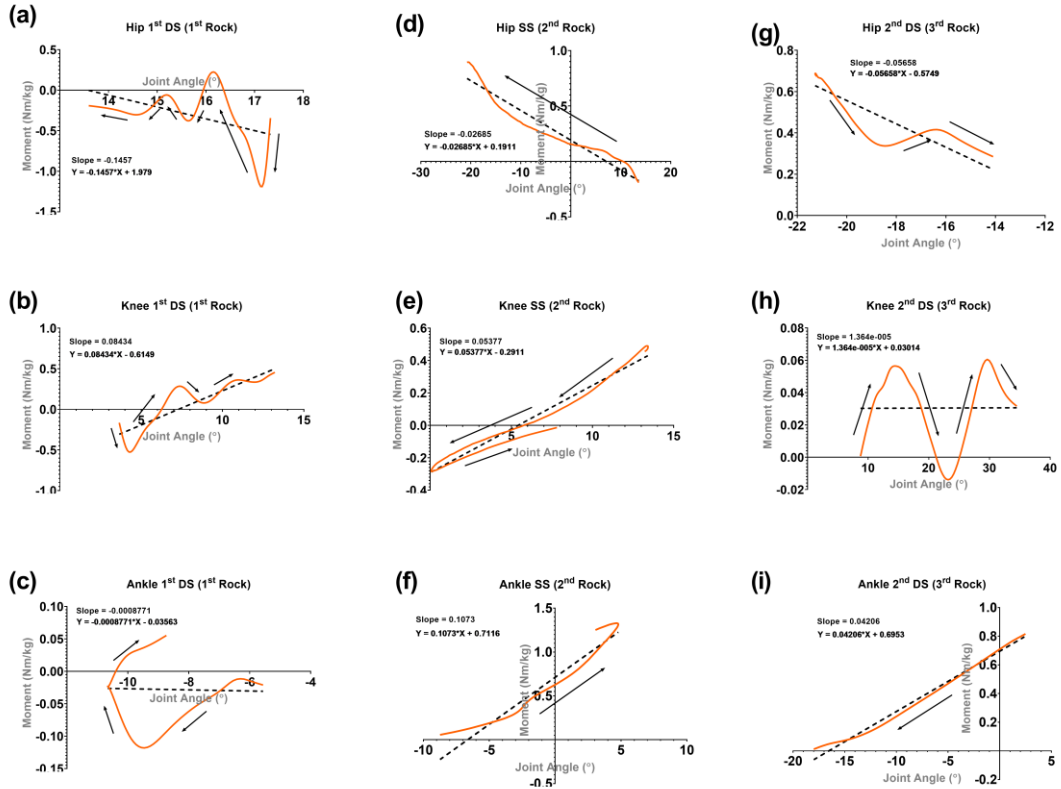 (a)
Hip 1st DS (1st Rock)
0.5
0.0
-0.5
-1.0
-1.5
14
15
16
17
18
Joint Angle (°)
Moment (Nm/kg)
Slope = -0.1457
Y = -0.1457*X + 1.979
(d)
Hip SS (2nd Rock)
1.0
0.5
-0.5
-30
-20
-10
0
10
20
Joint Angle (°)
Moment (Nm/kg)
Slope = -0.02685
Y = -0.02685*X + 0.1911
(g)
Hip 2nd DS (3rd Rock)
0.8
0.6
0.4
0.2
0.0
-22
-20
-18
-16
-14
-12
Joint Angle (°)
Moment (Nm/kg)
Slope = -0.05658
Y = -0.05658*X - 0.5749
(b)
Knee 1st DS (1st Rock)
1.0
0.5
0.0
-0.5
-1.0
5
10
15
Joint Angle (°)
Moment (Nm/kg)
Slope = 0.08434
Y = 0.08434*X - 0.6149
(e)
Knee SS (2nd Rock)
0.6
0.4
0.2
0.0
-0.2
-0.4
5
10
15
Joint Angle (°)
Moment (Nm/kg)
Slope = 0.05377
Y = 0.05377*X - 0.2911
(h)
Knee 2nd DS (3rd Rock)
0.08
0.06
0.04
0.02
0.00
-0.02
10
20
30
40
Joint Angle (°)
Moment (Nm/kg)
Slope = 1.364e-005
Y = 1.364e-005*X + 0.03014
(c)
Ankle 1st DS (1st Rock)
0.10
0.05
0.00
-0.05
-0.10
-0.15
-10
-8
-6
-4
Joint Angle (°)
Moment (Nm/kg)
Slope = -0.0008771
Y = -0.0008771*X - 0.03563
(f)
Ankle SS (2nd Rock)
1.5
1.0
0.5
-0.5
-10
-5
0
5
10
Joint Angle (°)
Moment (Nm/kg)
Slope = 0.1073
Y = 0.1073*X + 0.7116
(i)
Ankle 2nd DS (3rd Rock)
1.0
0.8
0.6
0.4
0.2
-0.2
-20
-15
-10
-5
0
5
Joint Angle (°)
Moment (Nm/kg)
Slope = 0.04206
Y = 0.04206*X + 0.6953